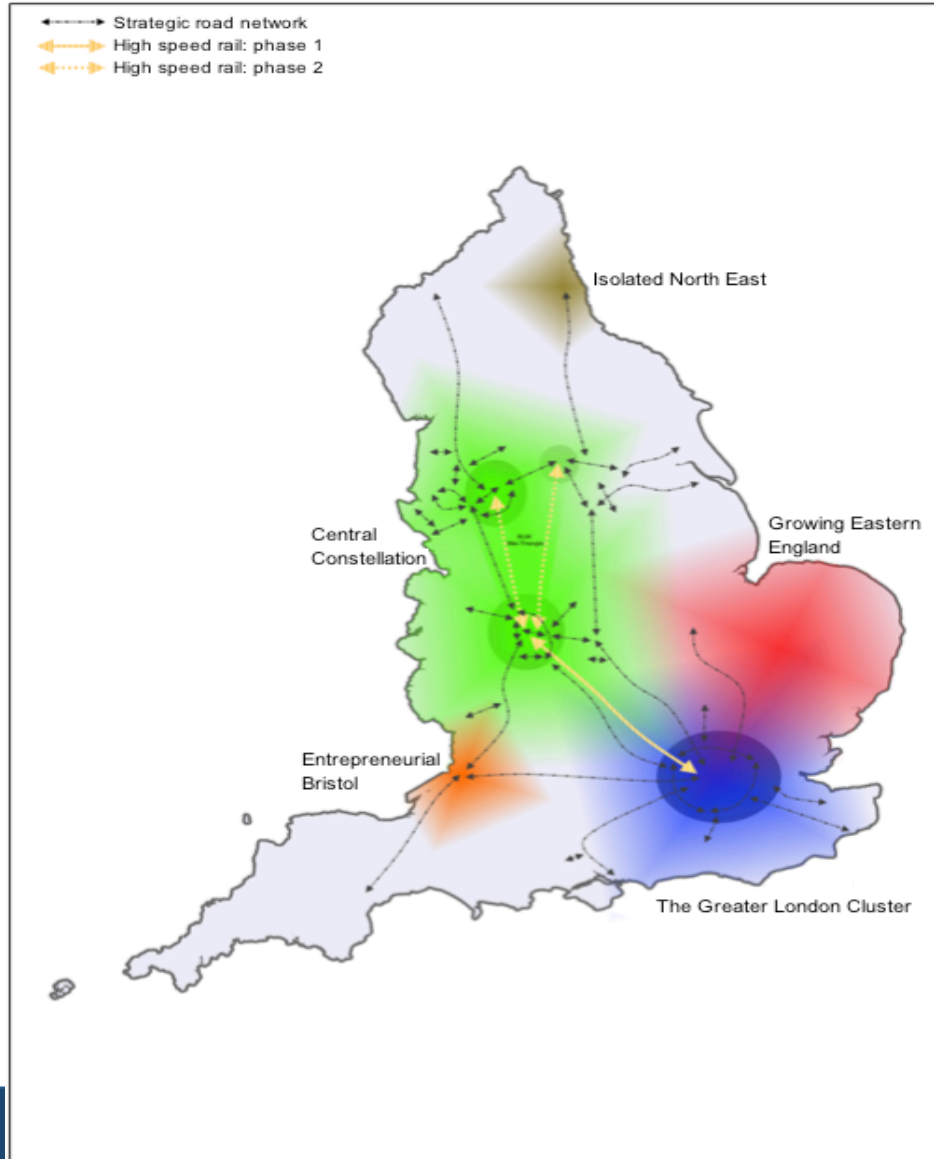 Strategic road network
High speed rail: phase 1
High speed rail: phase 2
Isolated North East
Growing Eastern
England
Central
Constellation
Entrepreneurial
Bristol
The Greater London Cluster